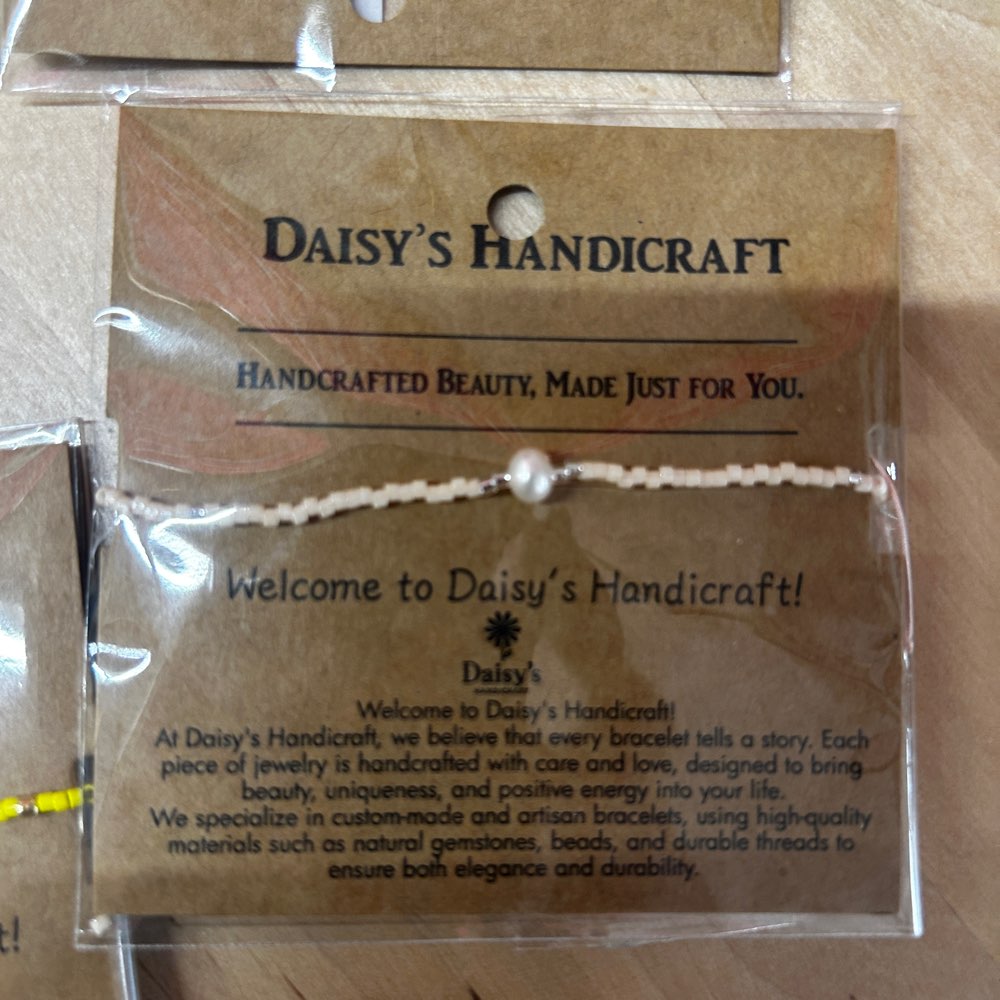 DAISY'S HANDICRAFT
HANDCRAFTED BEAUTY, MADE JUST FOR YOU.
Welcome to Daisy's Handicraft!
Daisy's
HANDICRAFT
Welcome to Daisy's Handicraft!
At Daisy's Handicraft, we believe that every bracelet tells a story. Each
piece of jewelry is handcrafted with care and love, designed to bring
beauty, uniqueness, and positive energy into your life.
We specialize in custom-made and artisan bracelets, using high-quality
materials such as natural gemstones, beads, and durable threads to
ensure both elegance and durability.
t!